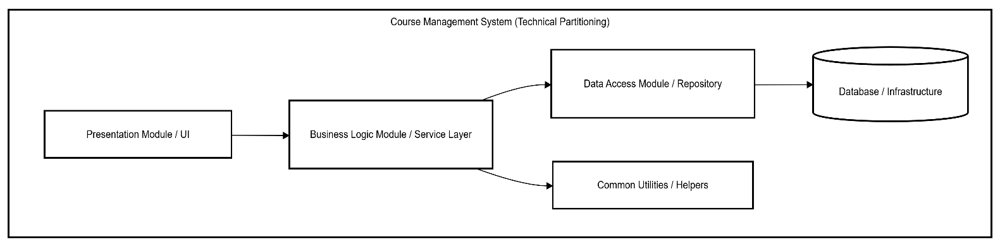 Course Management System (Technical Partitioning)
Presentation Module / UI
Business Logic Module / Service Layer
Data Access Module / Repository
Database / Infrastructure
Common Utilities / Helpers